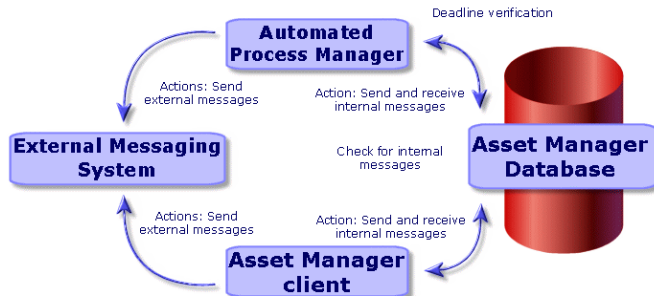 Deadline verification
Automated
Process Manager
Actions: Send
external messages
Action: Send and receive
internal messages
External Messaging
System
Check for internal
messages
Asset Manager
Database
Actions: Send
external messages
Action: Send and receive
internal messages
Asset Manager
client